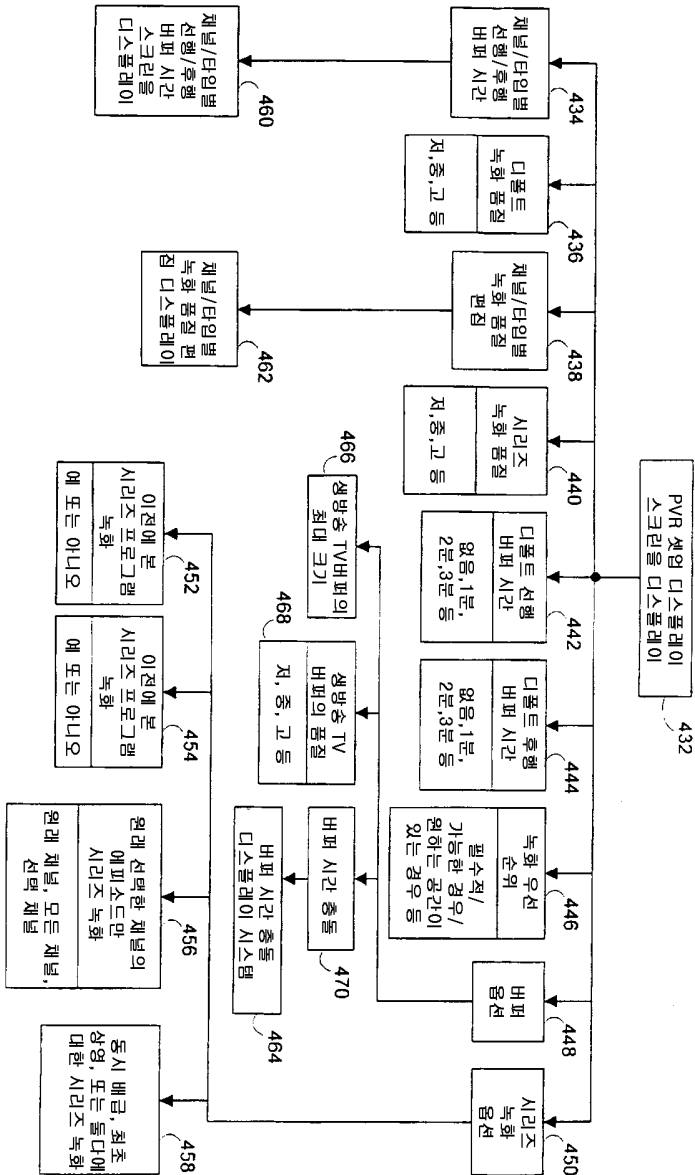 PVR 셋업 디스플레이
스크린을 디스플레이
432
채널/타입별
선행/후행
버퍼 시간
434
디폴트
녹화 품질
저,중,고 등
436
채널/타입별
녹화 품질
편집
438
시리즈
녹화 품질
저,중,고 등
440
디폴트 선행
버퍼 시간
없음,1분,
2분,3분 등
442
디폴트 후행
버퍼 시간
없음,1분,
2분,3분 등
444
녹화 우선
순위
필수적/
가능한 경우/
원하는 공간이
있는 경우 등
446
버퍼
옵션
448
시리즈
녹화
옵션
450
채널/타입별
선행/후행
버퍼 시간
스크린을
디스플레이
460
채널/타입별
녹화 품질 편
집 디스플레이
462
생방송 TV버퍼의
최대 크기
466
생방송 TV
버퍼의 품질
저, 중, 고 등
468
버퍼 시간 충돌
470
버퍼 시간 충돌
디스플레이 시스템
464
이전에 본
시리즈 프로그램
녹화
예 또는 아니오
452
이전에 본
시리즈 프로그램
녹화
예 또는 아니오
454
원래 선택한 채널의
에피소드만
시리즈 녹화
원래 채널, 모든 채널,
선택 채널
456
동시 배급, 최초
상영, 또는 둘다에
대한 시리즈 녹화
458